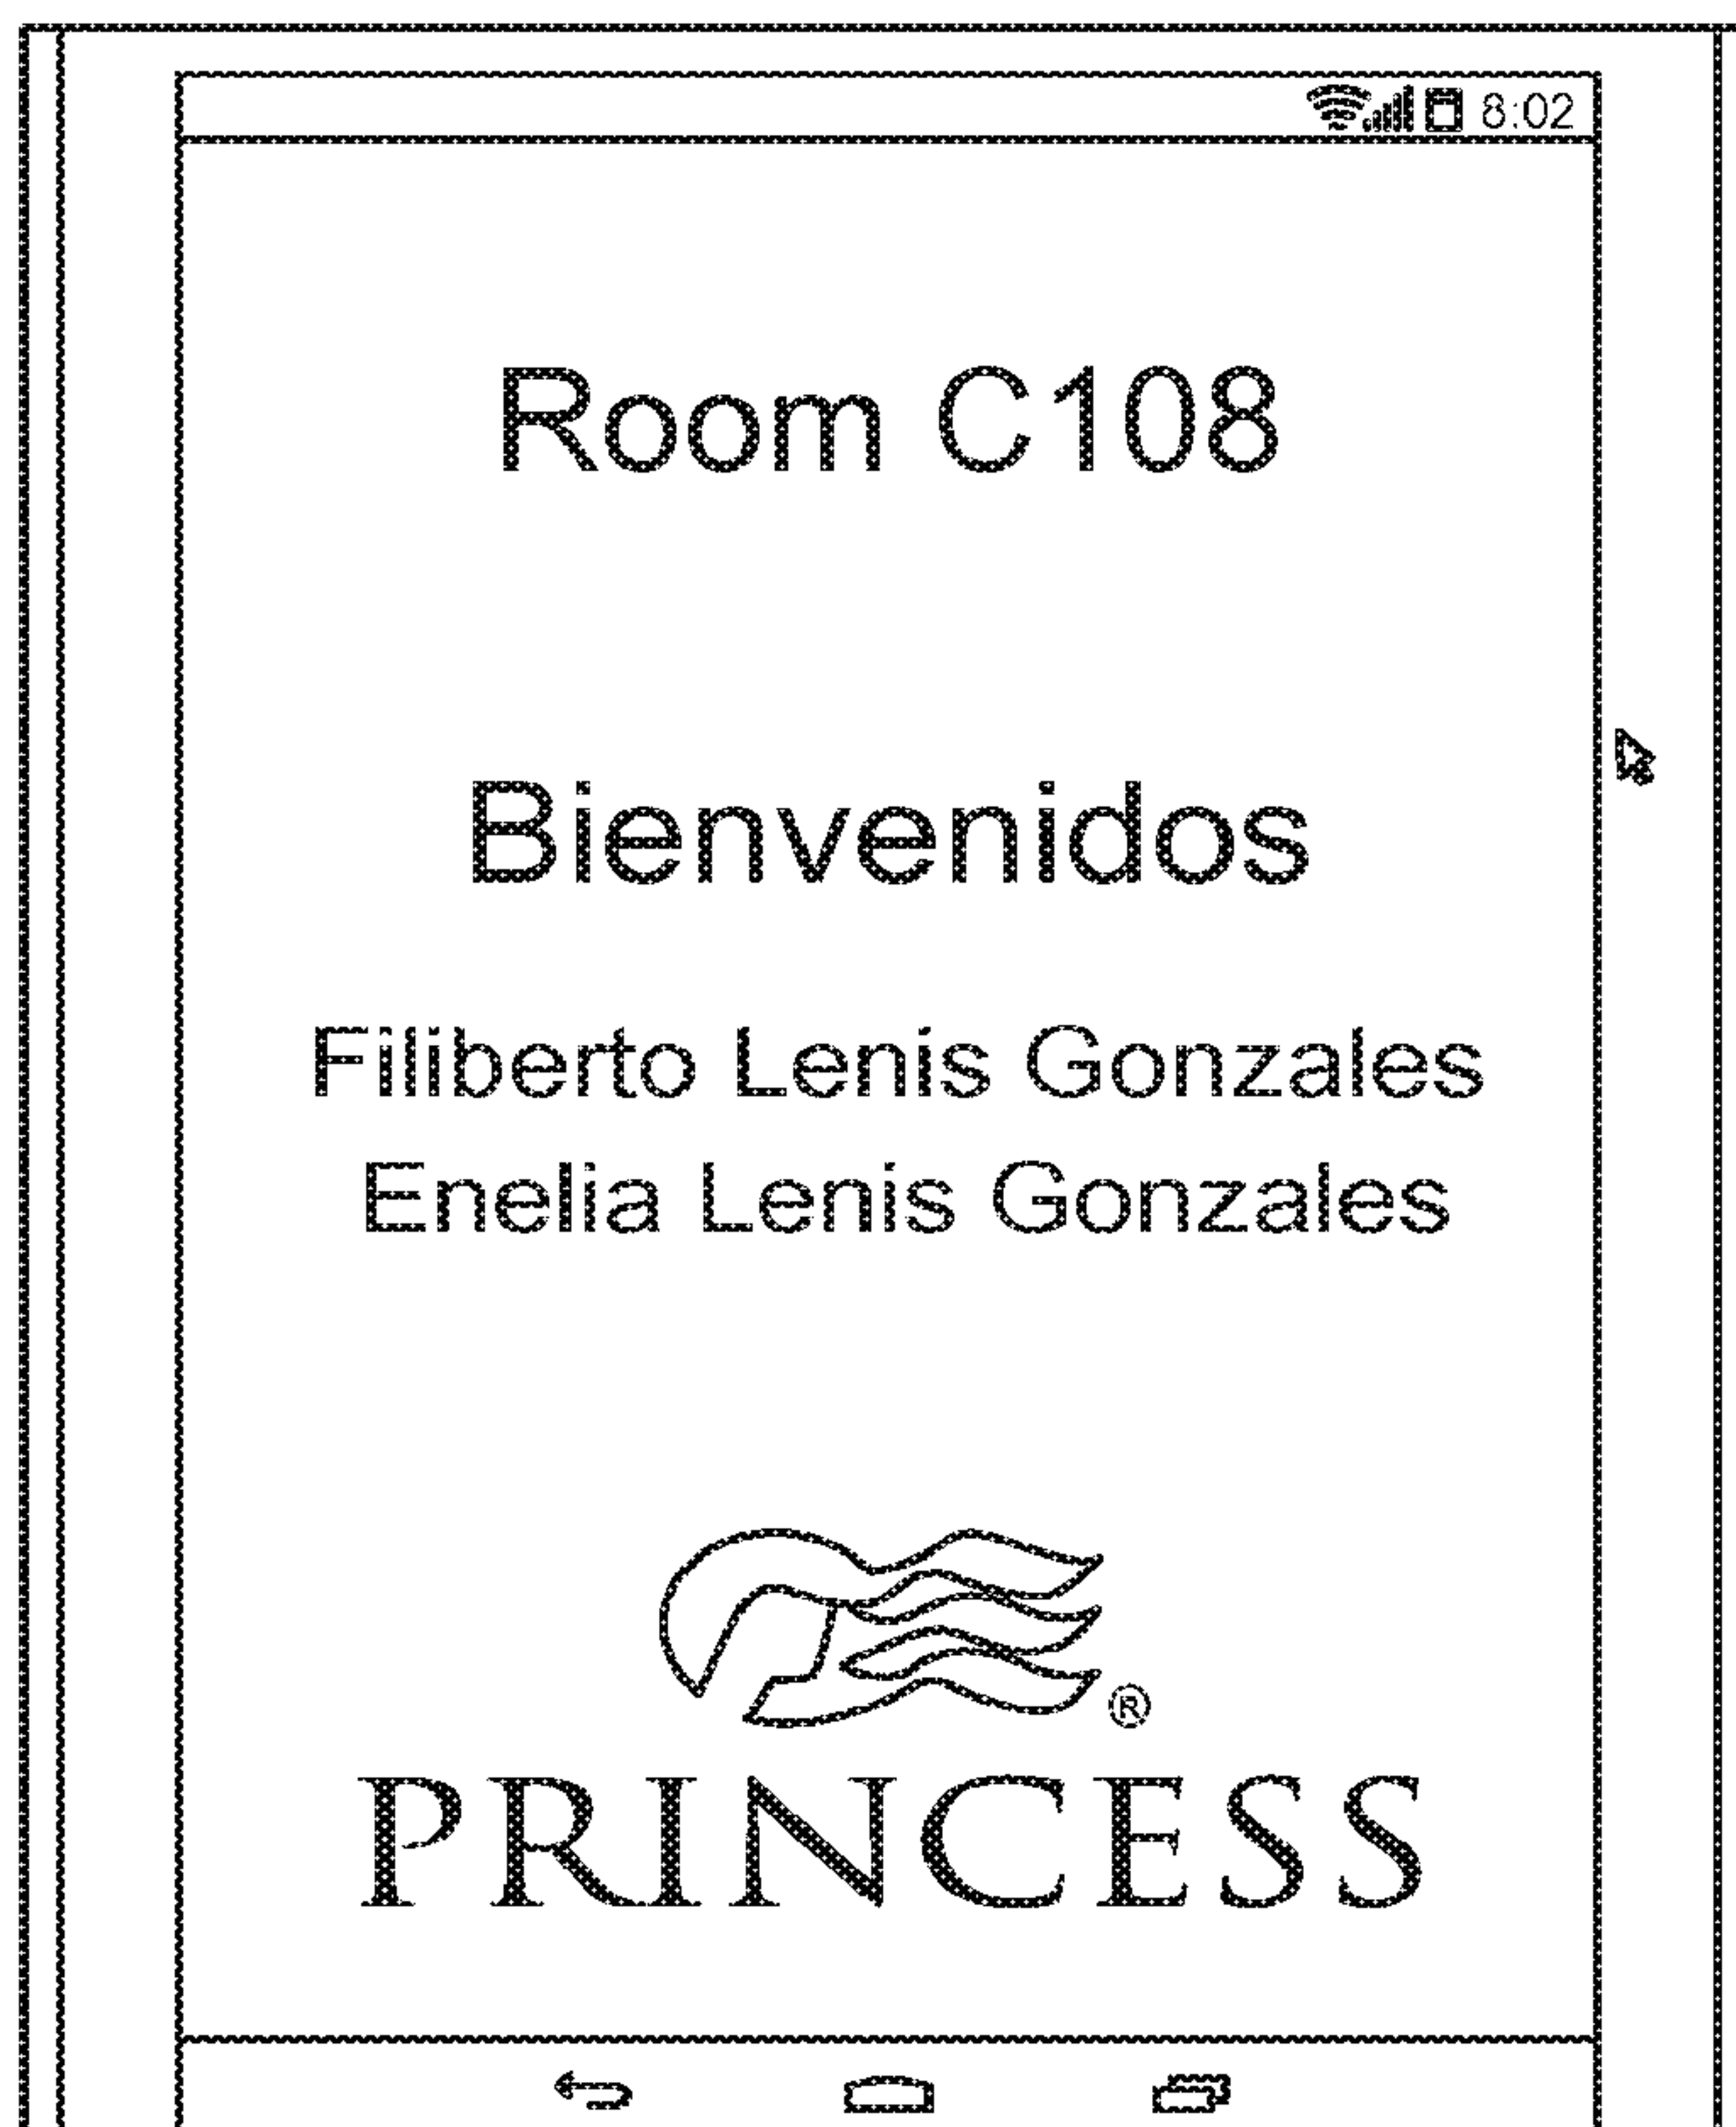 8:02
Room C108
Bienvenidos
Filiberto Lenis Gonzales
Enelia Lenis Gonzales
®
PRINCESS